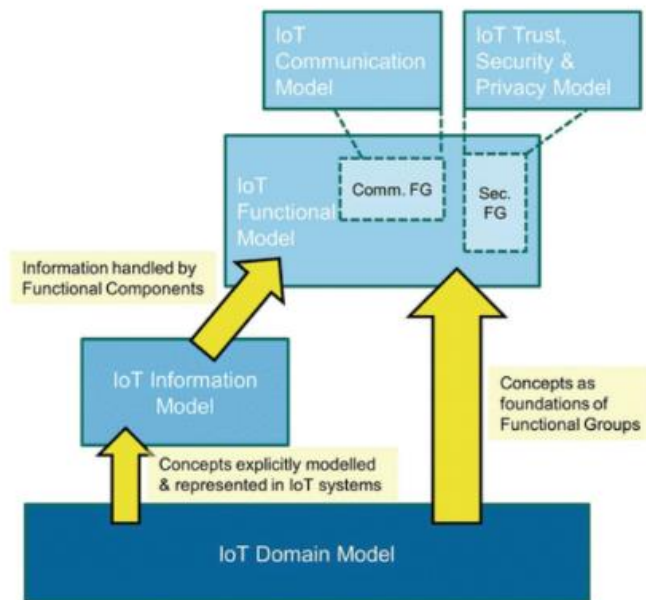 IoT
Communication
Model
IoT Trust,
Security &
Privacy Model
IoT
Functional
Model
Comm. FG
Sec.
FG
Information handled by
Functional Components
IoT Information
Model
Concepts as
foundations of
Functional Groups
Concepts explicitly modelled
& represented in IoT systems
IoT Domain Model